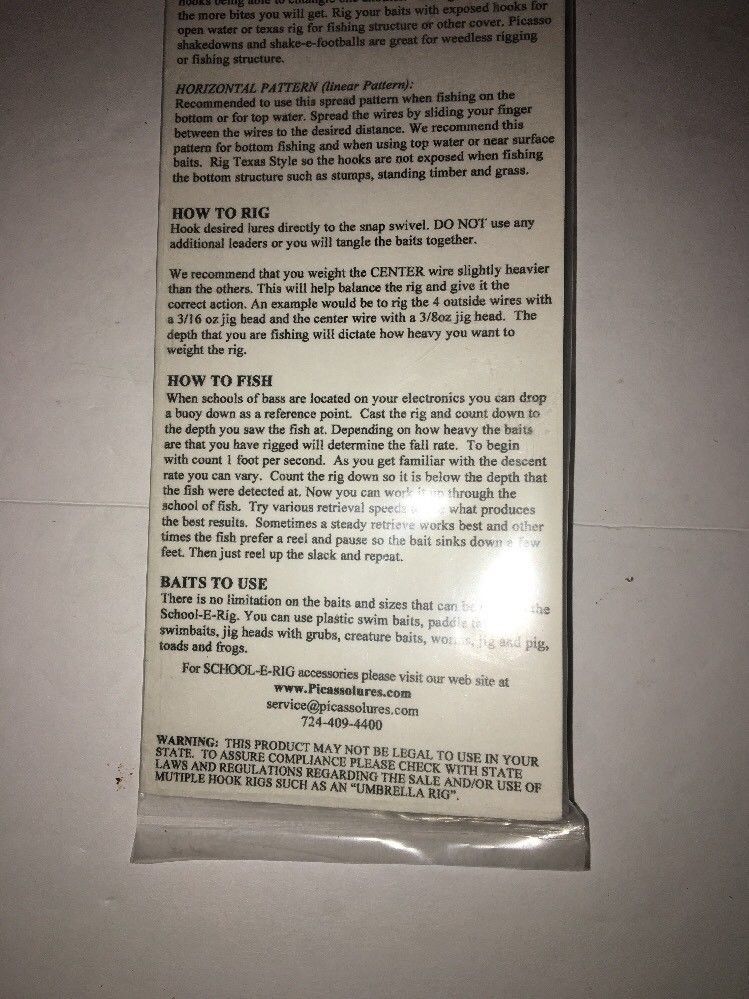 the more bites you will get. Rig your baits with exposed hooks for
open water or texas rig for fishing structure or other cover. Picasso
shakedowns and shake-e-footballs are great for weedless rigging
or fishing structure.
HORIZONTAL PATTERN (linear Pattern):
Recommended to use this spread pattern when fishing on the
bottom or for top water. Spread the wires by sliding your finger
between the wires to the desired distance. We recommend this
pattern for bottom fishing and when using top water or near surface
baits. Rig Texas Style so the hooks are not exposed when fishing
the bottom structure such as stumps, standing timber and grass.
HOW TO RIG
Hook desired lures directly to the snap swivel. DO NOT use any
additional leaders or you will tangle the baits together.
We recommend that you weight the CENTER wire slightly heavier
than the others. This will help balance the rig and give it the
correct action. An example would be to rig the 4 outside wires with
a 3/16 oz jig head and the center wire with a 3/8oz jig head. The
depth that you are fishing will dictate how heavy you want to
weight the rig.
HOW TO FISH
When schools of bass are located on your electronics you can drop
a buoy down as a reference point. Cast the rig and count down to
the depth you saw the fish at. Depending on how heavy the baits
are that you have rigged will determine the fall rate. To begin
with count 1 foot per second. As you get familiar with the descent
rate you can vary. Count the rig down so it is below the depth that
the fish were detected at. Now you can work it up through the
school of fish. Try various retrieval speeds what produces
the best results. Sometimes a steady retrieve works best and other
times the fish prefer a reel and pause so the bait sinks down a few
feet. Then just reel up the slack and repeat.
BAITS TO USE
There is no limitation on the baits and sizes that can be the
School-E-Rig. You can use plastic swim baits, paddle
swimbaits, jig heads with grubs, creature baits, jig and pig,
toads and frogs.
For SCHOOL-E-RIG accessories please visit our web site at
www.Picassolures.com
service@picassolures.com
724-409-4400
WARNING: THIS PRODUCT MAY NOT BE LEGAL TO USE IN YOUR
STATE. TO ASSURE COMPLIANCE PLEASE CHECK WITH STATE
LAWS AND REGULATIONS REGARDING THE SALE AND/OR USE OF
MUTIPLE HOOK RIGS SUCH AS AN "UMBRELLA RIG".